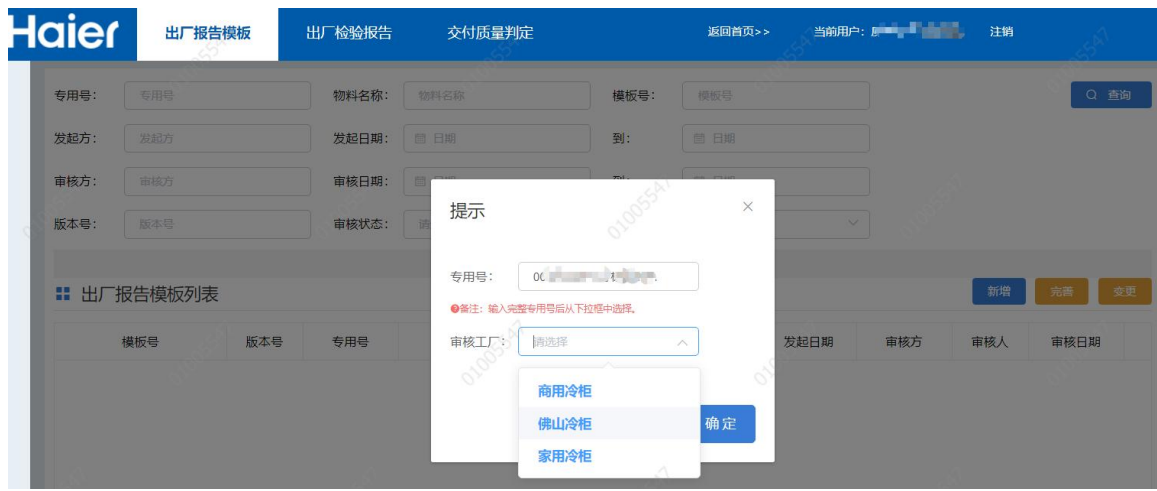 Haier 出厂报告模板 出厂检验报告 交付质量判定 返回首页>> 当前用户: 注销
专用号: 专用号 物料名称: 物料名称 模板号: 模板号 查询
发起方: 发起方 发起日期: 日期 到: 日期
审核方: 审核方 审核日期: 日期 到:
版本号: 版本号 审核状态:
提示
专用号: 00
备注：输入完整专用号后从下拉框中选择。
审核工厂: 请选择
商用冷柜
佛山冷柜
家用冷柜
确定
出厂报告模板列表 新增 完善 变更
模板号 版本号 专用号 发起日期 审核方 审核人 审核日期
01005547